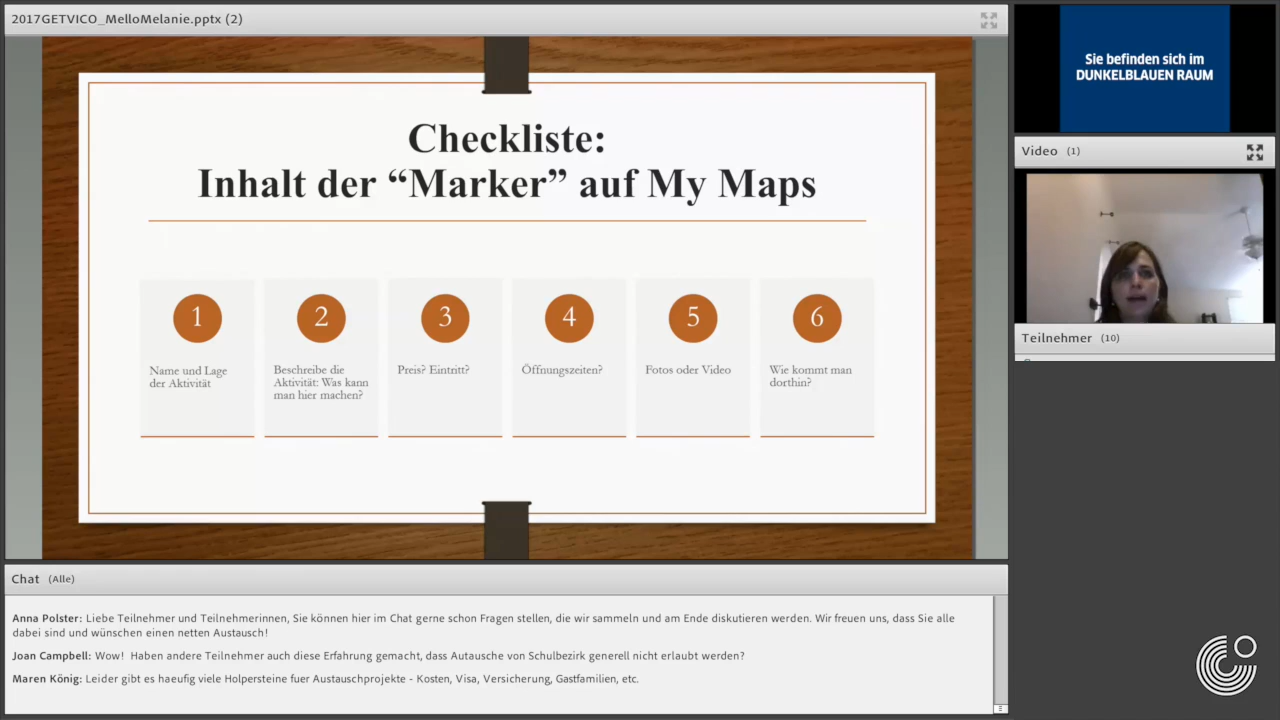 2017GETVICO_MelloMelanie.pptx (2)
Checkliste:
Inhalt der “Marker” auf My Maps
1
Name und Lage
der Aktivität
2
Beschreibe die
Aktivität: Was kann
man hier machen?
3
Preis? Eintritt?
4
Öffnungszeiten?
5
Fotos oder Video
6
Wie kommt man
dorthin?
Sie befinden sich im
DUNKELBLAUEN RAUM
Video (1)
Teilnehmer (10)
Chat (Alle)
Anna Polster: Liebe Teilnehmer und Teilnehmerinnen, Sie können hier im Chat gerne schon Fragen stellen, die wir sammeln und am Ende diskutieren werden. Wir freuen uns, dass Sie alle
dabei sind und wünschen einen netten Austausch!
Joan Campbell: Wow! Haben andere Teilnehmer auch diese Erfahrung gemacht, dass Autausche von Schulbezirk generell nicht erlaubt werden?
Maren König: Leider gibt es haeufig viele Holpersteine fuer Austauschprojekte - Kosten, Visa, Versicherung, Gastfamilien, etc.